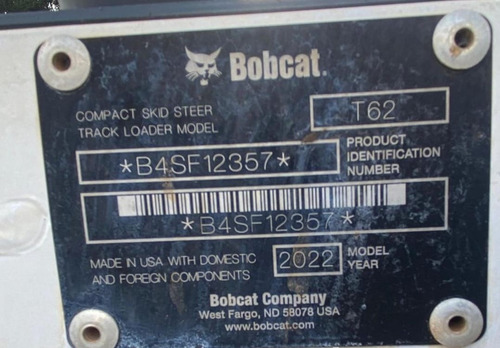 Bobcat.
COMPACT SKID STEER
TRACK LOADER MODEL
T62
*B4SF12357*
PRODUCT
IDENTIFICATION
NUMBER
*B4SF12357*
MADE IN USA WITH DOMESTIC
AND FOREIGN COMPONENTS
2022
MODEL
YEAR
Bobcat Company
West Fargo, ND 58078 USA
www.bobcat.com